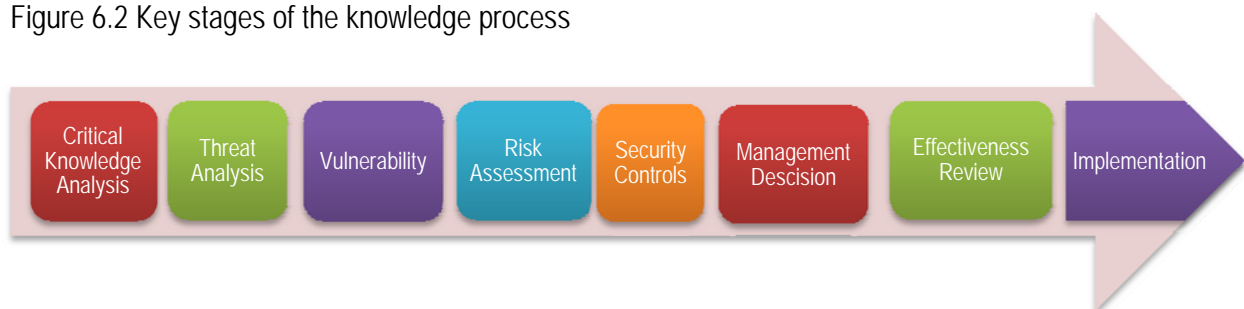 Figure 6.2 Key stages of the knowledge process
Critical
Knowledge
Analysis
Threat
Analysis
Vulnerability
Risk
Assessment
Security
Controls
Management
Descision
Effectiveness
Review
Implementation